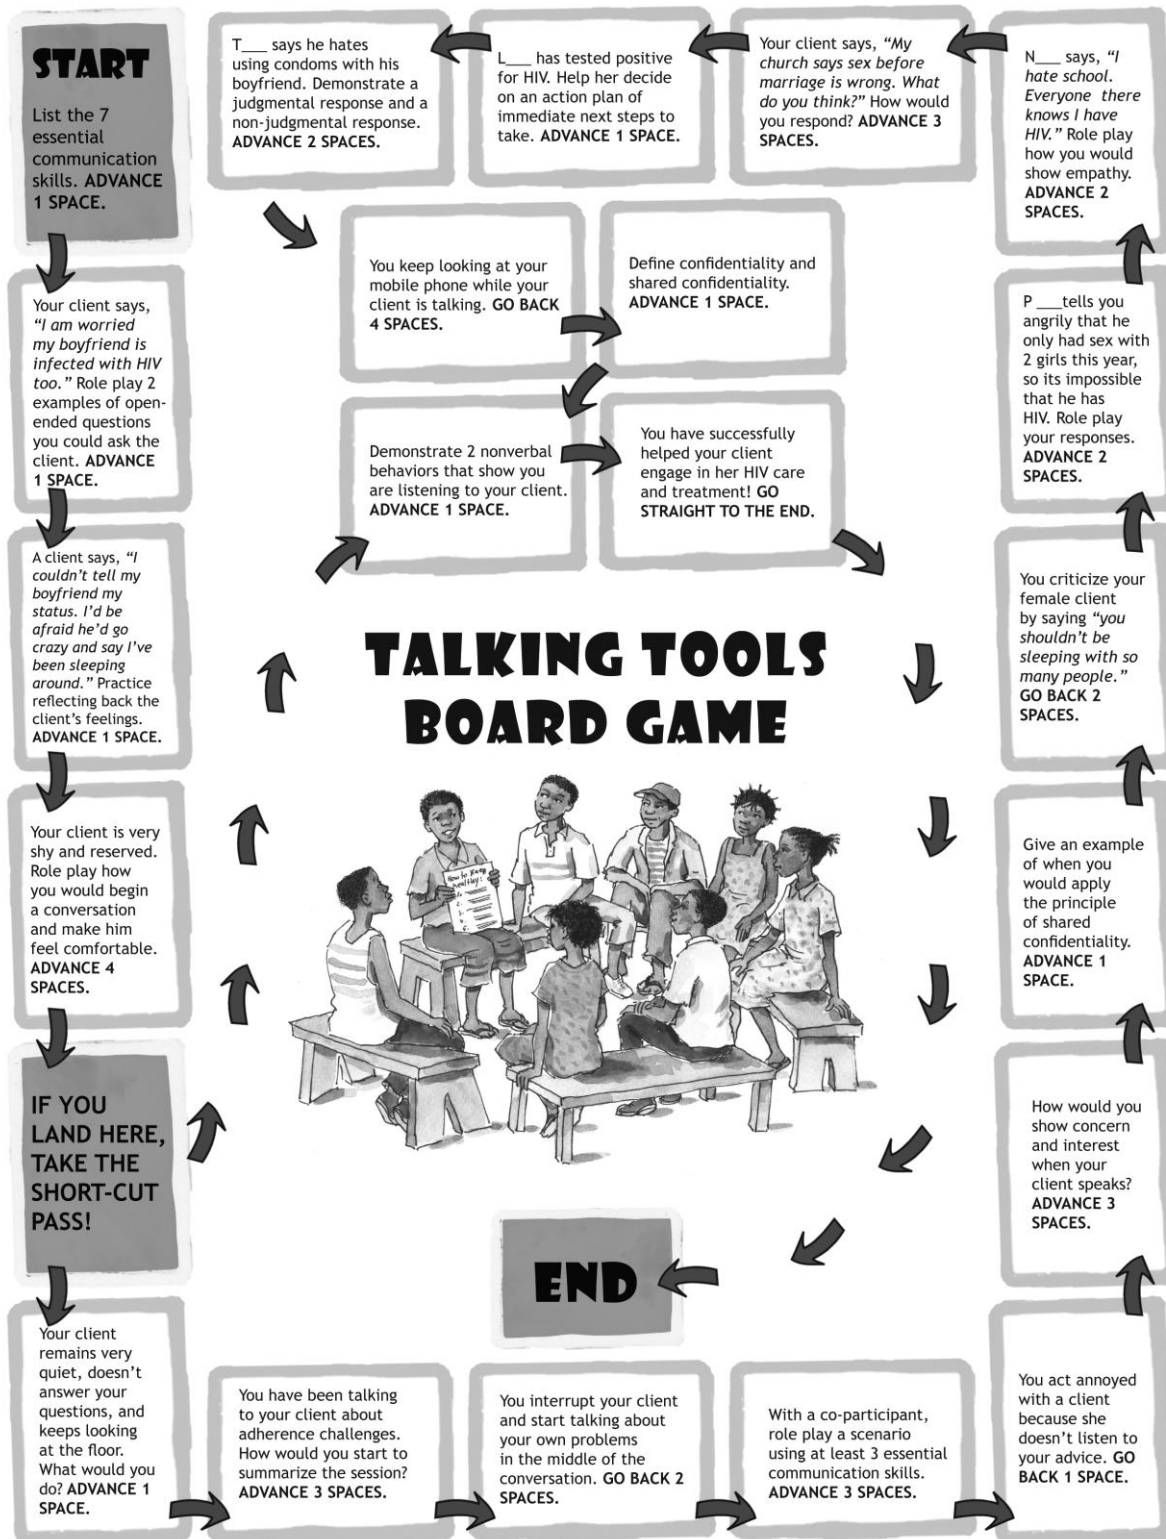 START
List the 7
essential
communication
skills. ADVANCE
1 SPACE.
Your client says,
“I am worried
my boyfriend is
infected with HIV
too.” Role play 2
examples of open-
ended questions
you could ask the
client. ADVANCE
1 SPACE.
A client says, “I
couldn’t tell my
boyfriend my
status. I’d be
afraid he’d go
crazy and say I’ve
been sleeping
around.” Practice
reflecting back the
client’s feelings.
ADVANCE 1 SPACE.
Your client is very
shy and reserved.
Role play how
you would begin
a conversation
and make him
feel comfortable.
ADVANCE 4
SPACES.
IF YOU
LAND HERE,
TAKE THE
SHORT-CUT
PASS!
Your client
remains very
quiet, doesn’t
answer your
questions, and
keeps looking
at the floor.
What would you
do? ADVANCE 1
SPACE.
You have been talking
to your client about
adherence challenges.
How would you start to
summarize the session?
ADVANCE 3 SPACES.
You interrupt your client
and start talking about
your own problems
in the middle of the
conversation. GO BACK 2
SPACES.
With a co-participant,
role play a scenario
using at least 3 essential
communication skills.
ADVANCE 3 SPACES.
You act annoyed
with a client
because she
doesn’t listen to
your advice. GO
BACK 1 SPACE.
How would you
show concern
and interest
when your
client speaks?
ADVANCE 3
SPACES.
Give an example
of when you
would apply
the principle
of shared
confidentiality.
ADVANCE 1
SPACE.
You criticize your
female client
by saying “you
shouldn’t be
sleeping with so
many people.”
GO BACK 2
SPACES.
P ___tells you
angrily that he
only had sex with
2 girls this year,
so its impossible
that he has
HIV. Role play
your responses.
ADVANCE 2
SPACES.
N___ says, “I
hate school.
Everyone there
knows I have
HIV.” Role play
how you would
show empathy.
ADVANCE 2
SPACES.
Your client says, “My
church says sex before
marriage is wrong. What
do you think?” How would
you respond? ADVANCE 3
SPACES.
L___ has tested positive
for HIV. Help her decide
on an action plan of
immediate next steps to
take. ADVANCE 1 SPACE.
T___ says he hates
using condoms with his
boyfriend. Demonstrate a
judgmental response and a
non-judgmental response.
ADVANCE 2 SPACES.
You keep looking at your
mobile phone while your
client is talking. GO BACK
4 SPACES.
Define confidentiality and
shared confidentiality.
ADVANCE 1 SPACE.
Demonstrate 2 nonverbal
behaviors that show you
are listening to your client.
ADVANCE 1 SPACE.
You have successfully
helped your client
engage in her HIV care
and treatment! GO
STRAIGHT TO THE END.
TALKING TOOLS
BOARD GAME
How to Keep
Healthy:
1.
2.
3.
4.
5.
6.
END